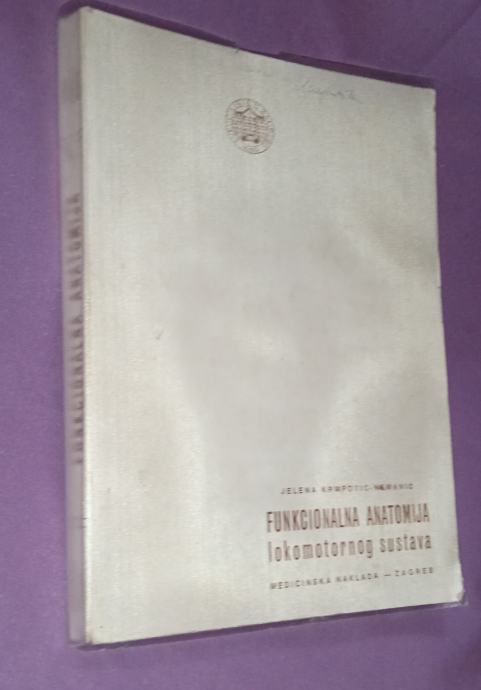 FUNKCIONALNA ANATOMIJA
JELENA KRMPOTIĆ-NEMANIĆ
FUNKCIONALNA ANATOMIJA
lokomotornog sustava
MEDICINSKA NAKLADA — ZAGREB